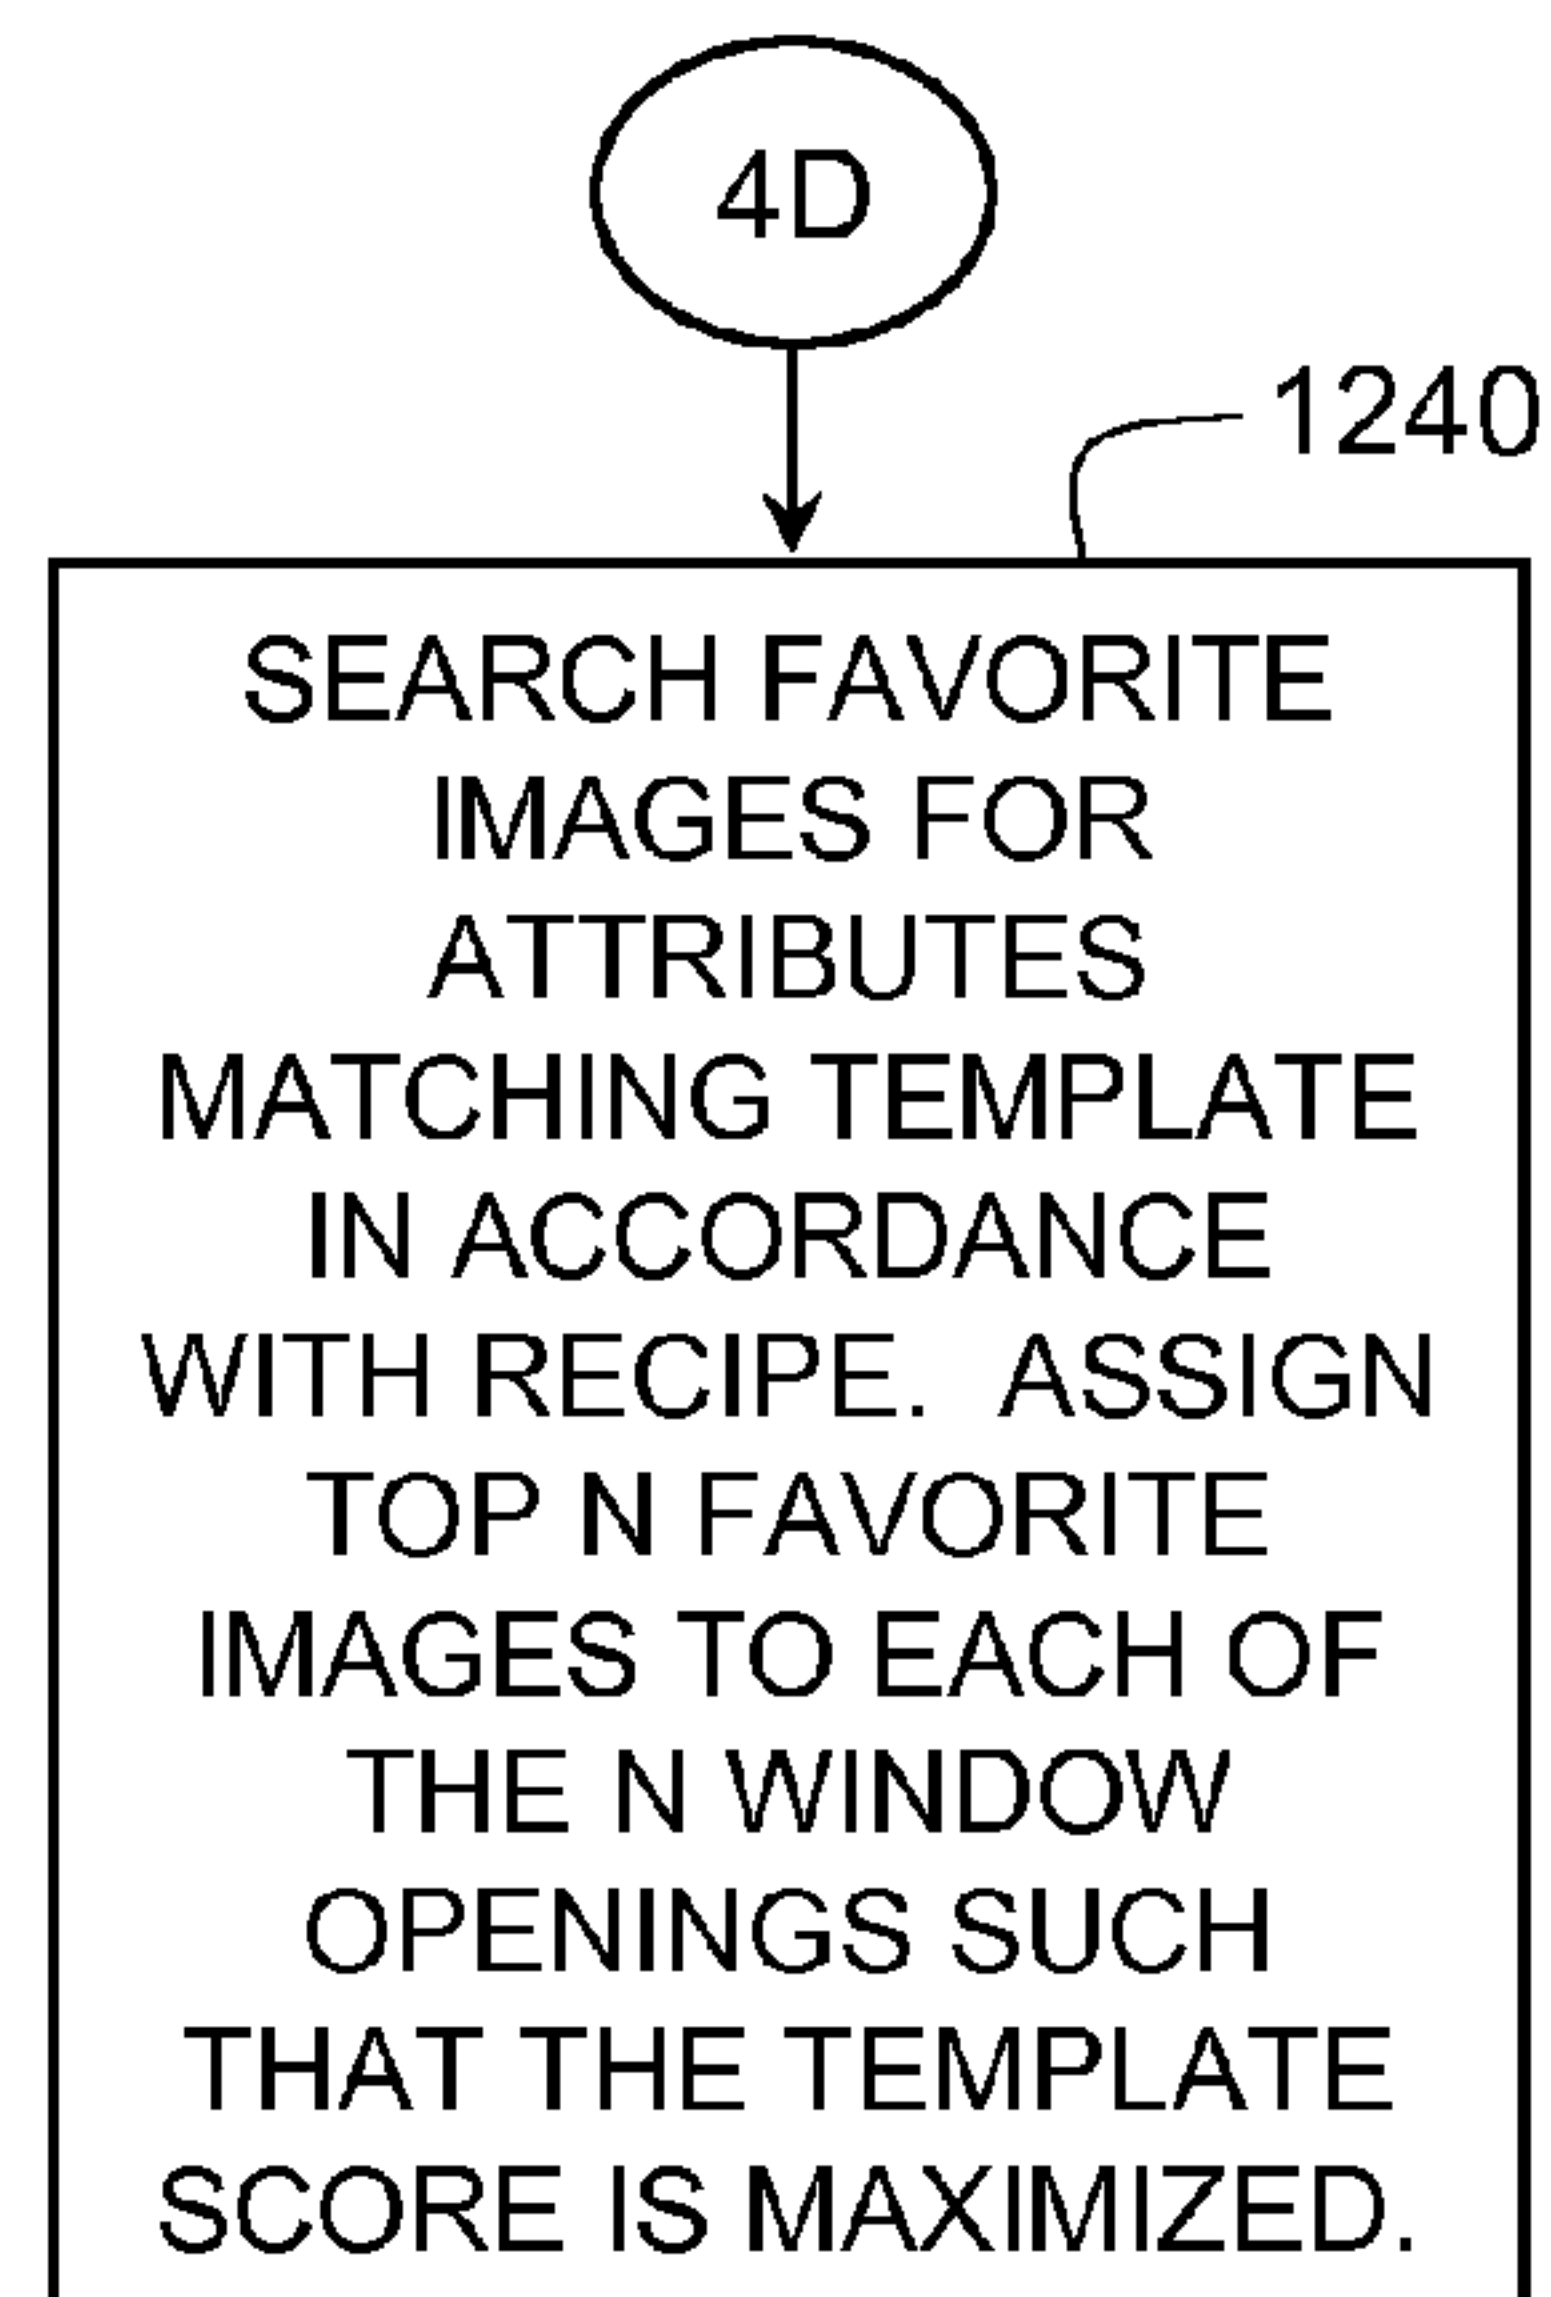 4D
1240
SEARCH FAVORITE
IMAGES FOR
ATTRIBUTES
MATCHING TEMPLATE
IN ACCORDANCE
WITH RECIPE.  ASSIGN
TOP N FAVORITE
IMAGES TO EACH OF
THE N WINDOW
OPENINGS SUCH
THAT THE TEMPLATE
SCORE IS MAXIMIZED.